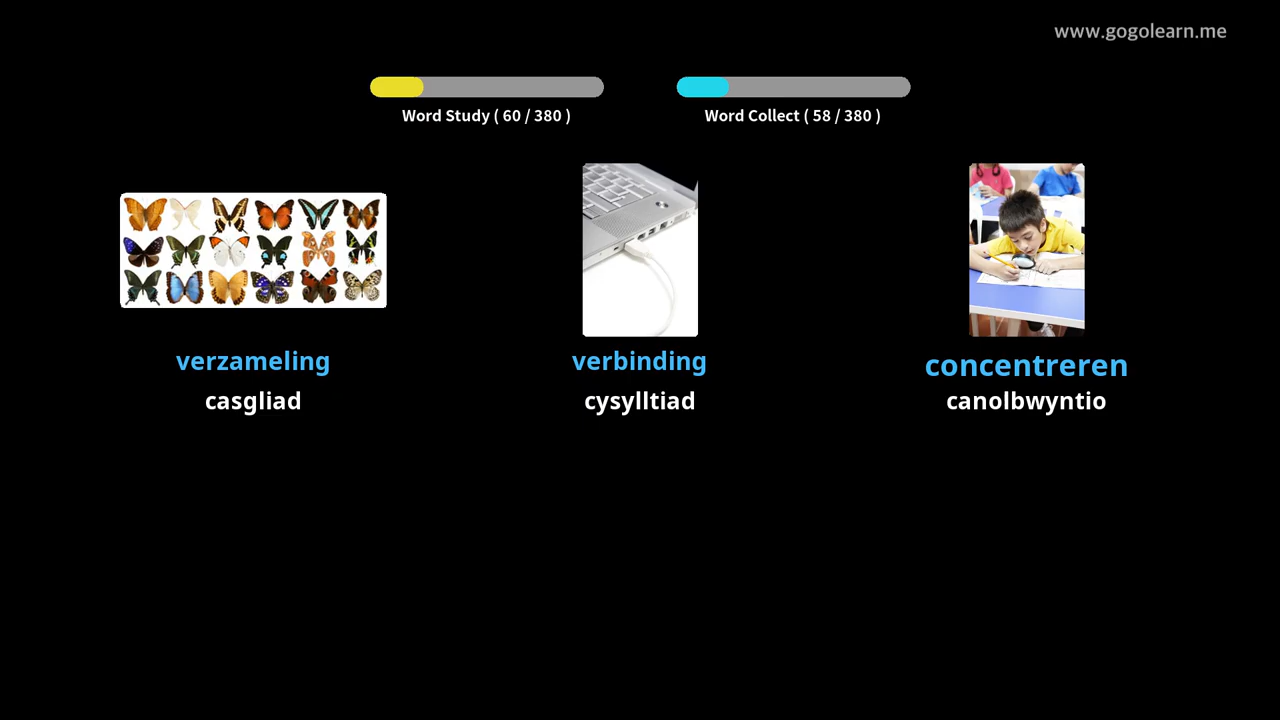 www.gogolearn.me
Word Study ( 60 / 380 )
Word Collect ( 58 / 380 )
verzameling
casgliad
verbinding
cysylltiad
concentreren
canolbwyntio